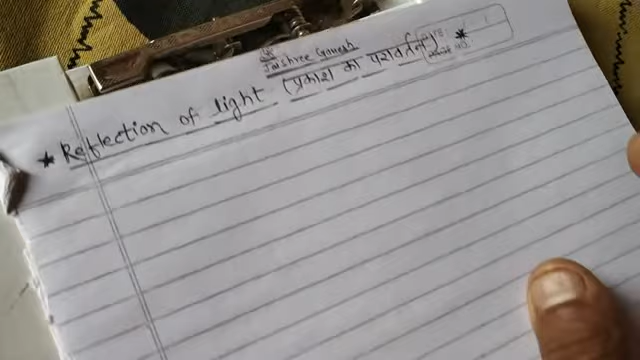 Jaishree Ganesh
* Reflection of light (प्रकाश का परावर्तन) *